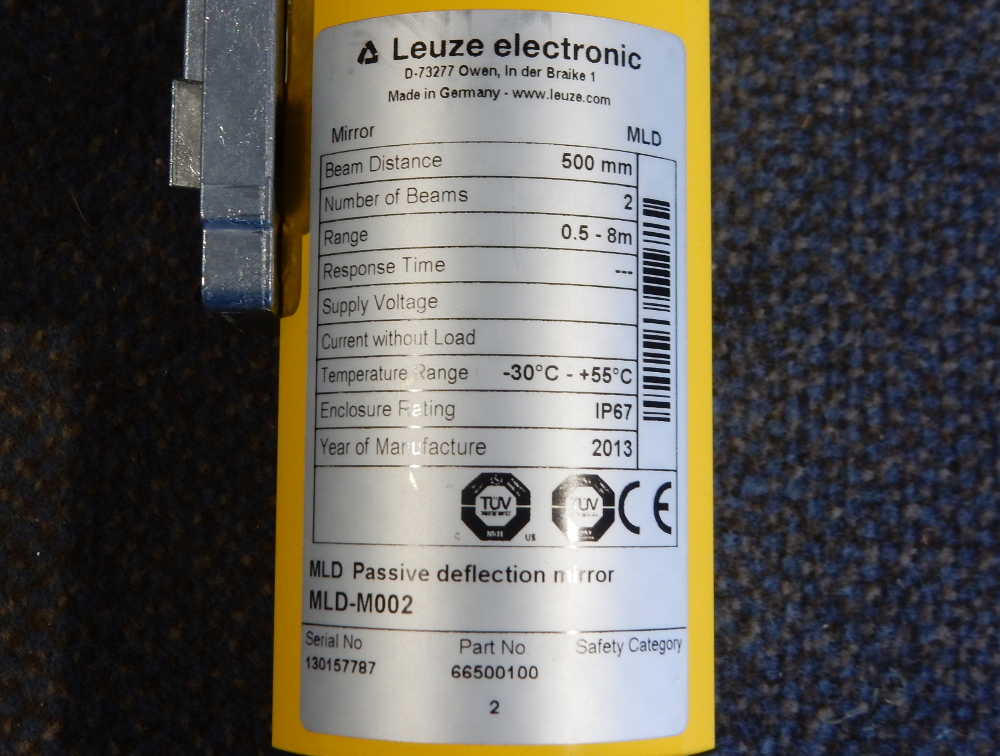 Leuze electronic
D-73277 Owen, In der Braike 1
Made in Germany - www.leuze.com
Mirror MLD
Beam Distance 500 mm
Number of Beams 2
Range 0.5 - 8m
Response Time ---
Supply Voltage
Current without Load
Temperature Range -30°C - +55°C
Enclosure Rating IP67
Year of Manufacture 2013
TÜV TÜV CE
C US
MLD Passive deflection mirror
MLD-M002
Serial No Part No. Safety Category
130157787 66500100
2